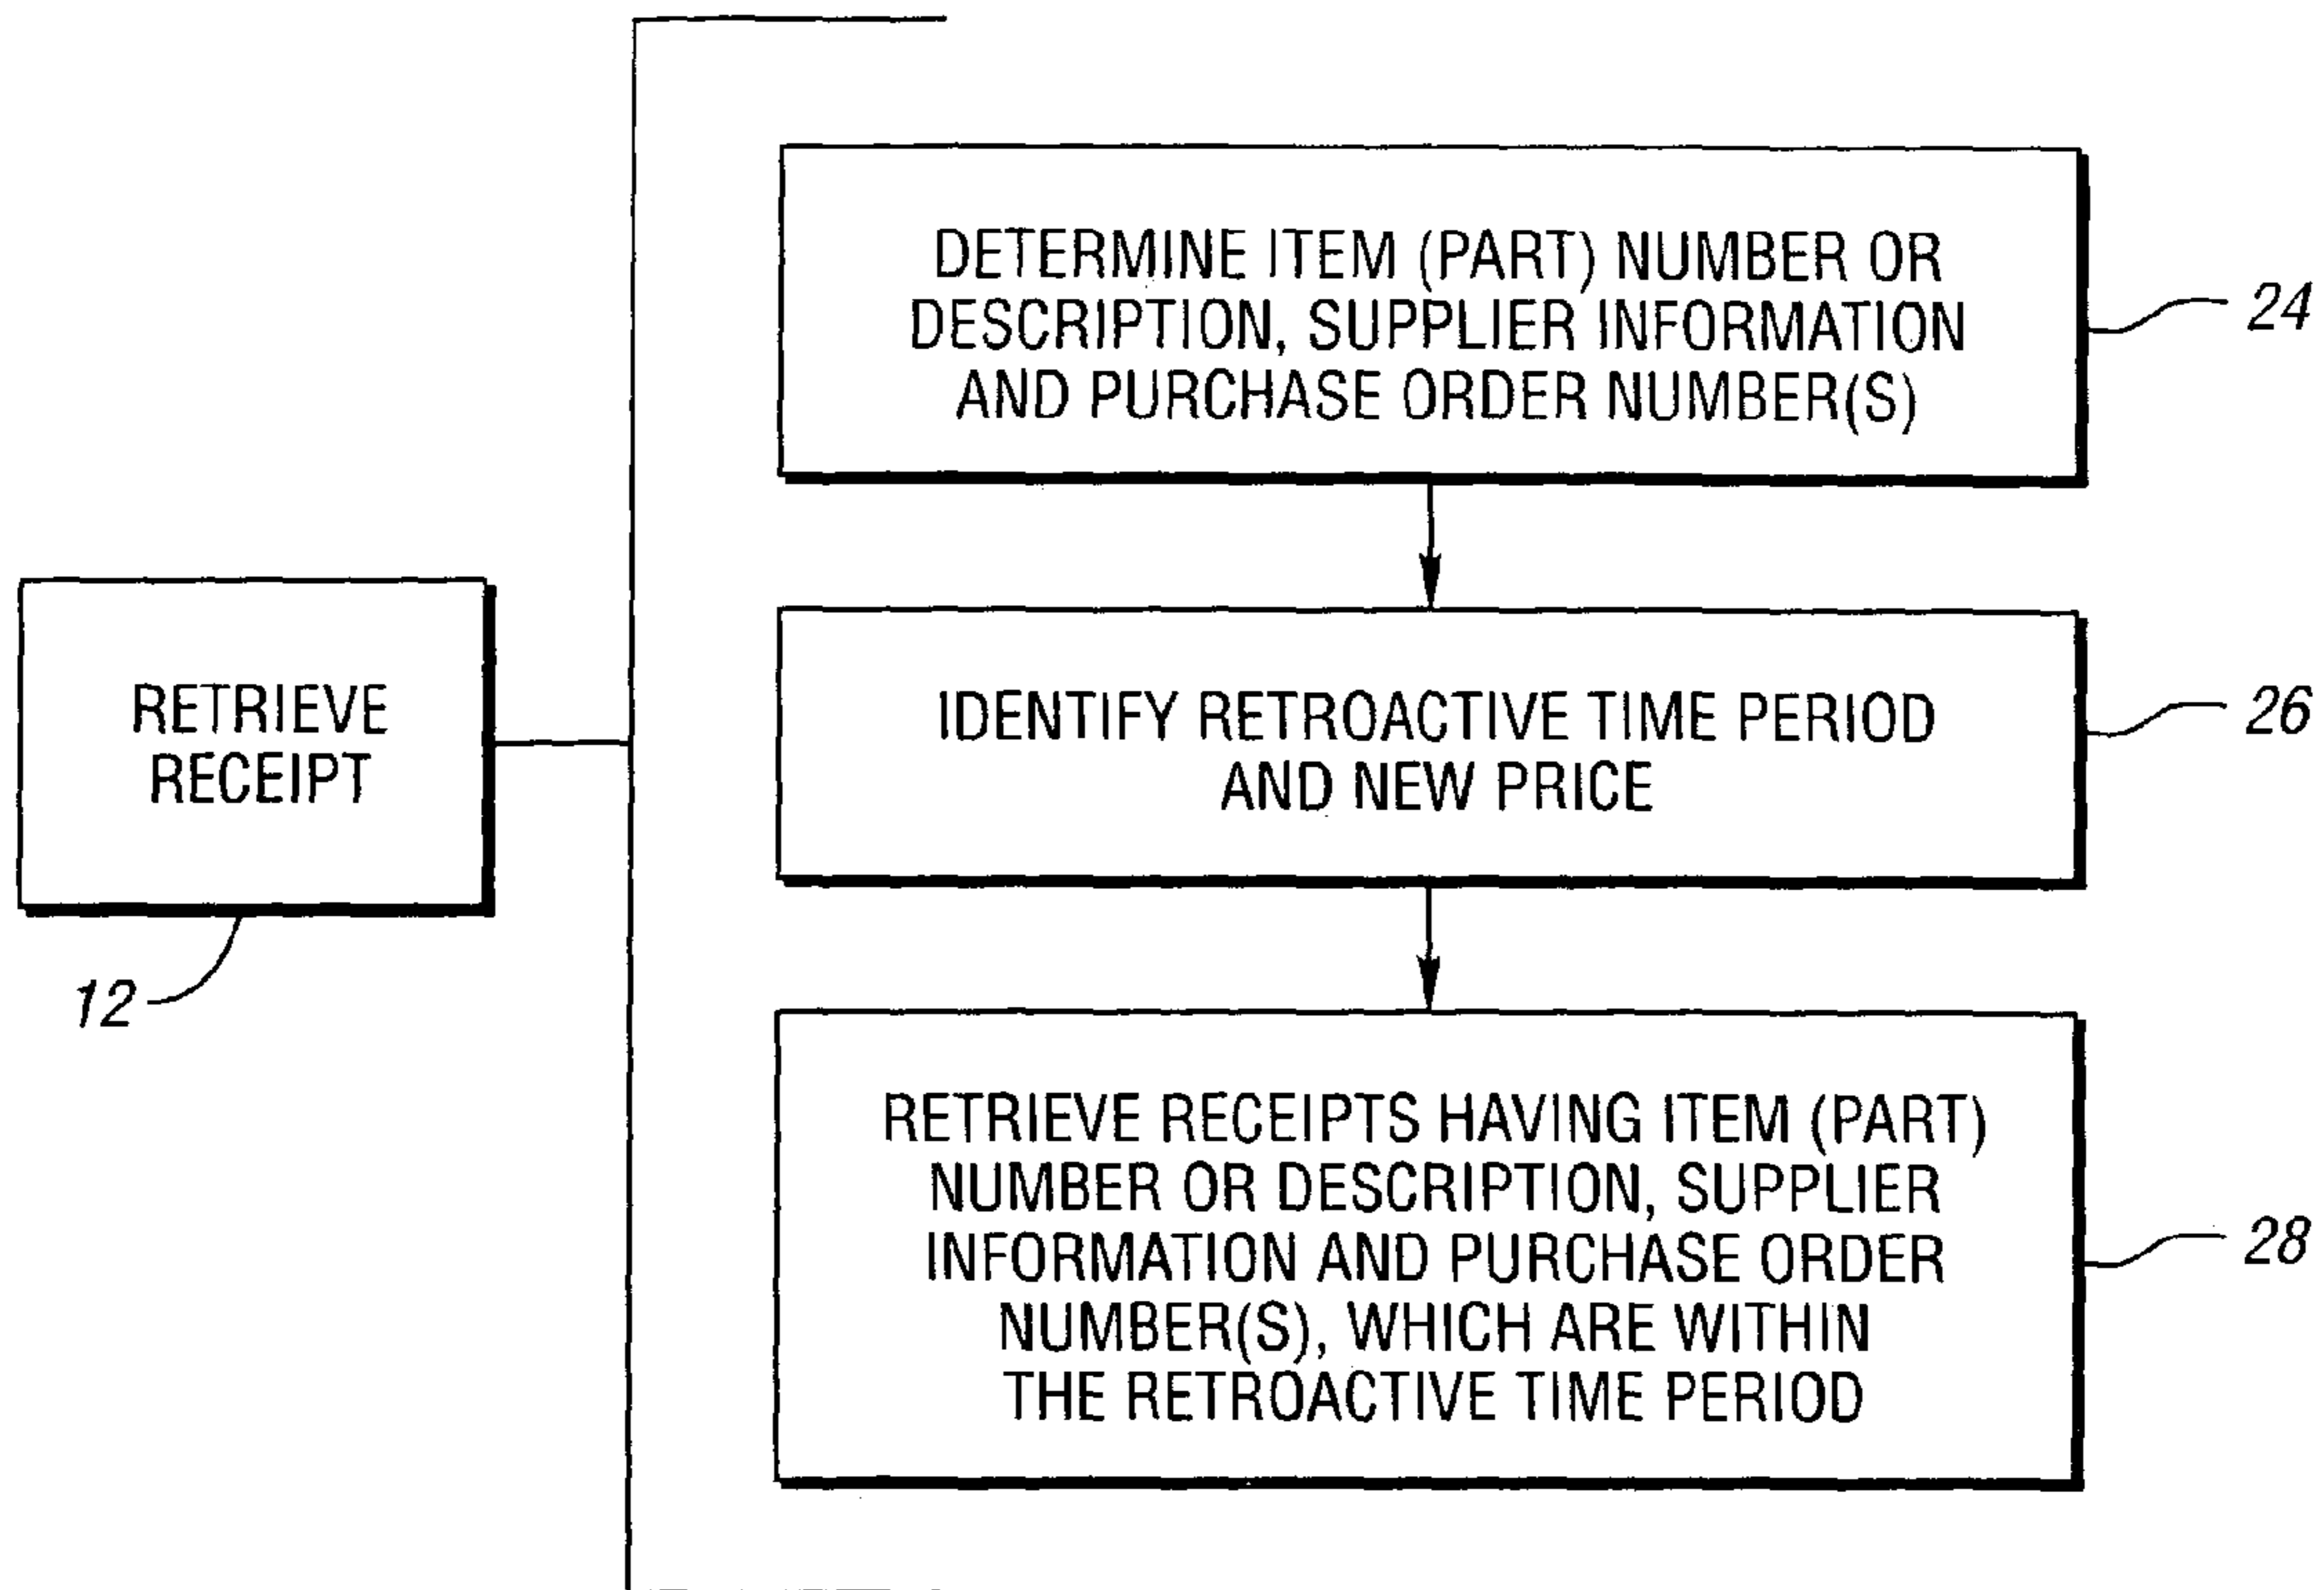 RETRIEVE
RECEIPT
12
DETERMINE ITEM (PART) NUMBER OR
DESCRIPTION, SUPPLIER INFORMATION
AND PURCHASE ORDER NUMBER(S)
24
IDENTIFY RETROACTIVE TIME PERIOD
AND NEW PRICE
26
RETRIEVE RECEIPTS HAVING ITEM (PART)
NUMBER OR DESCRIPTION, SUPPLIER
INFORMATION AND PURCHASE ORDER
NUMBER(S), WHICH ARE WITHIN
THE RETROACTIVE TIME PERIOD
28